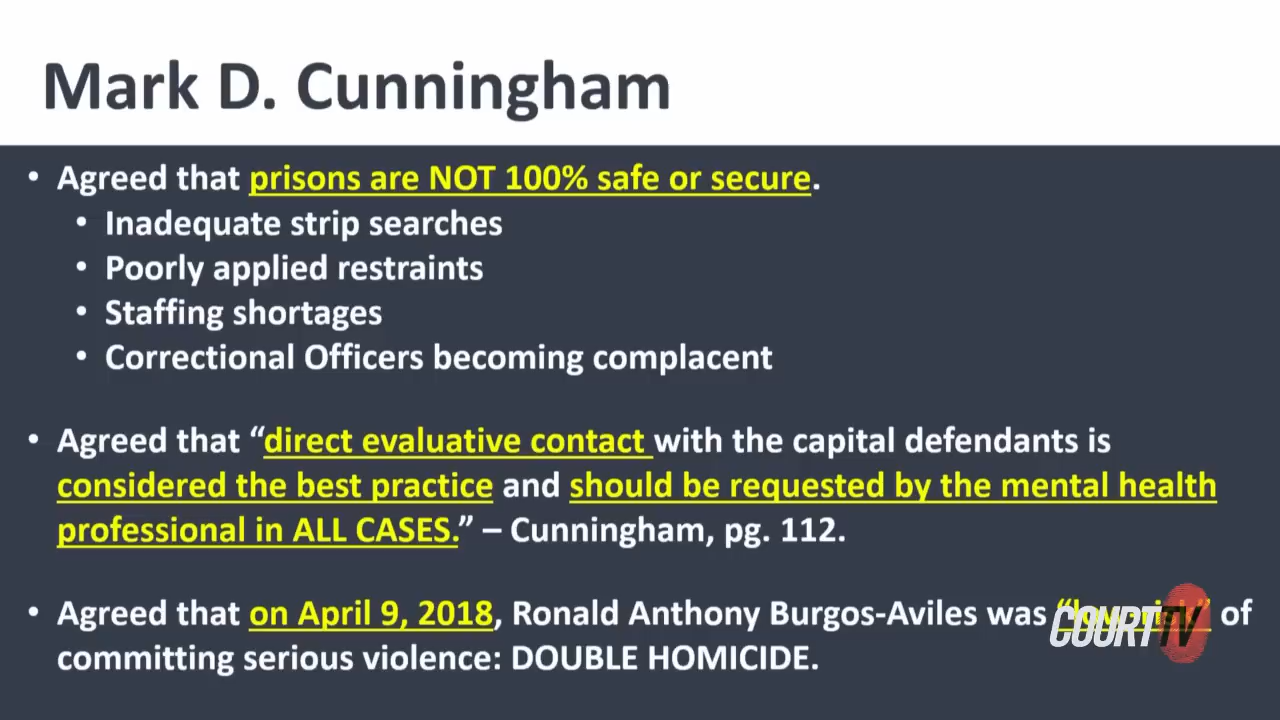 Mark D. Cunningham
• Agreed that prisons are NOT 100% safe or secure.
• Inadequate strip searches
• Poorly applied restraints
• Staffing shortages
• Correctional Officers becoming complacent
• Agreed that “direct evaluative contact with the capital defendants is
considered the best practice and should be requested by the mental health
professional in ALL CASES.” – Cunningham, pg. 112.
• Agreed that on April 9, 2018, Ronald Anthony Burgos-Aviles was “low risk” of
committing serious violence: DOUBLE HOMICIDE.
COURT TV